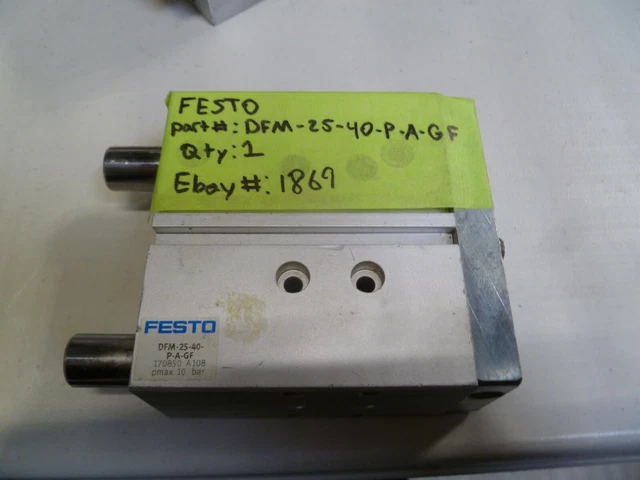 FESTO
part#: DFM-25-40-P-A-GF
Qty: 1
Ebay#: 1869
FESTO
DFM-25-40-
P-A-GF
170850 A108
pmax 10 bar